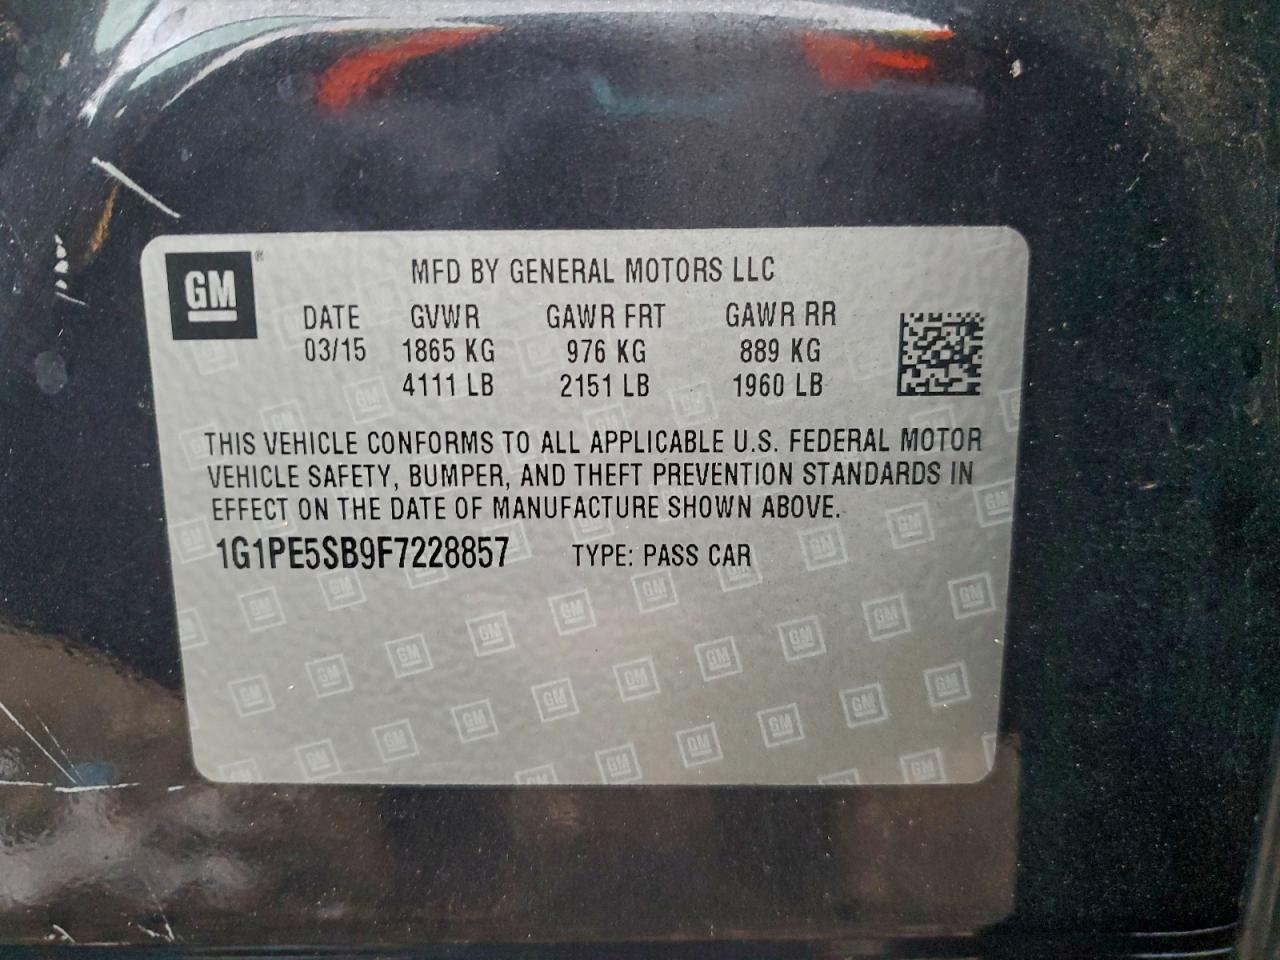 GM ®
MFD BY GENERAL MOTORS LLC
DATE GVWR GAWR FRT GAWR RR
03/15 1865 KG 976 KG 889 KG
4111 LB 2151 LB 1960 LB
THIS VEHICLE CONFORMS TO ALL APPLICABLE U.S. FEDERAL MOTOR
VEHICLE SAFETY, BUMPER, AND THEFT PREVENTION STANDARDS IN
EFFECT ON THE DATE OF MANUFACTURE SHOWN ABOVE.
1G1PE5SB9F7228857 TYPE: PASS CAR